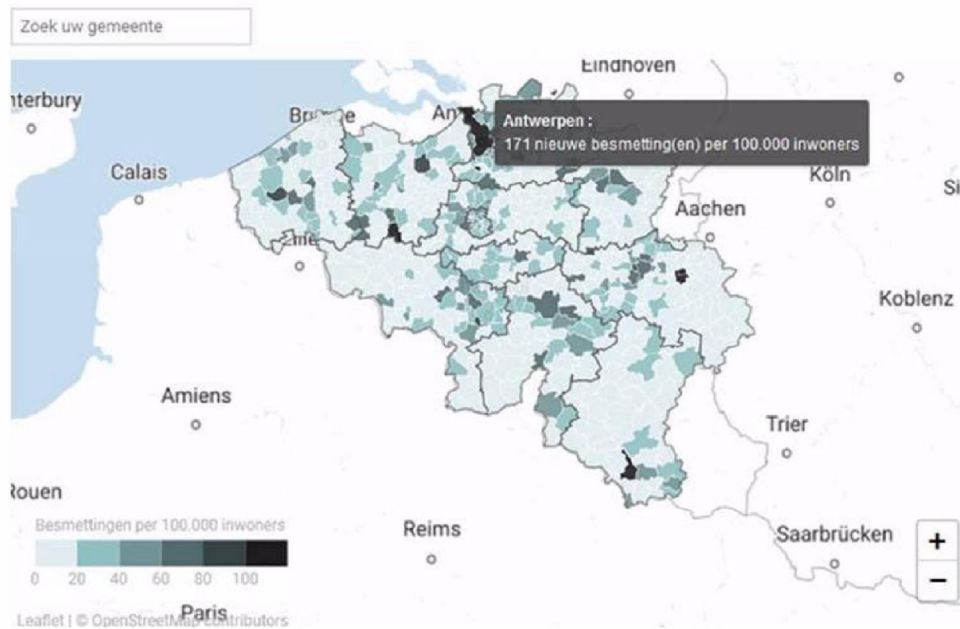 Zoek uw gemeente
Eindhoven
nterbury
Antwerpen :
171 nieuwe besmetting(en) per 100.000 inwoners
Calais
Köln
Si
Aachen
Koblenz
Amiens
Trier
Rouen
Besmettingen per 100.000 inwoners
Reims
Saarbrücken
+
0 20 40 60 80 100
−
Paris
Leaflet | © OpenStreetMap contributors